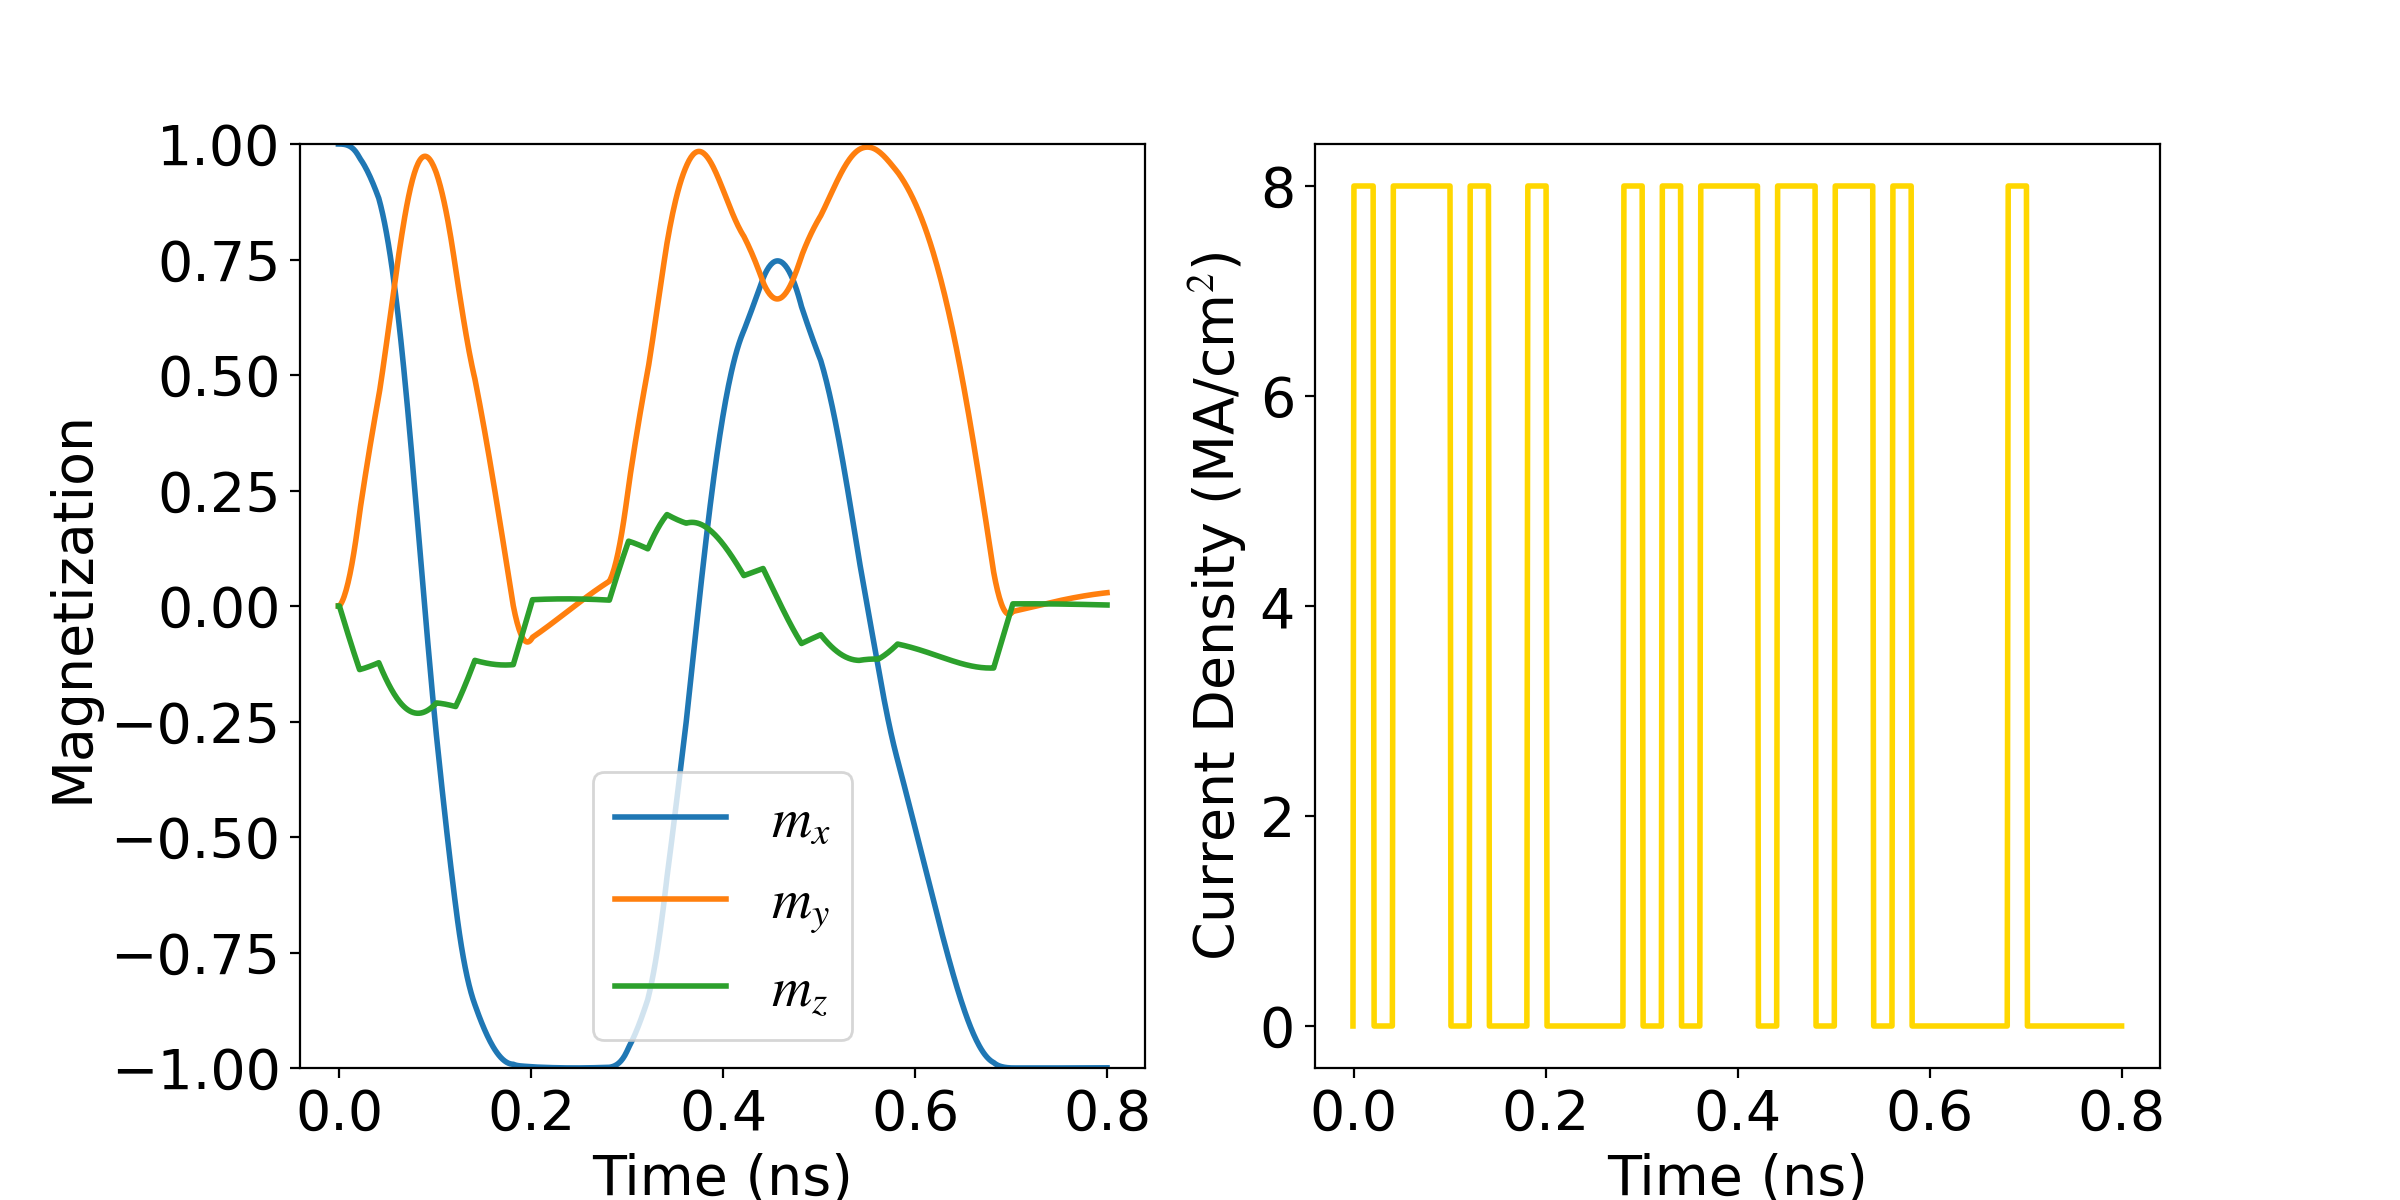 Magnetization
1.00
0.75
0.50
0.25
0.00
−0.25
−0.50
−0.75
−1.00
0.0 0.2 0.4 0.6 0.8
Time (ns)
m_x
m_y
m_z
Current Density (MA/cm²)
8
6
4
2
0
0.0 0.2 0.4 0.6 0.8
Time (ns)